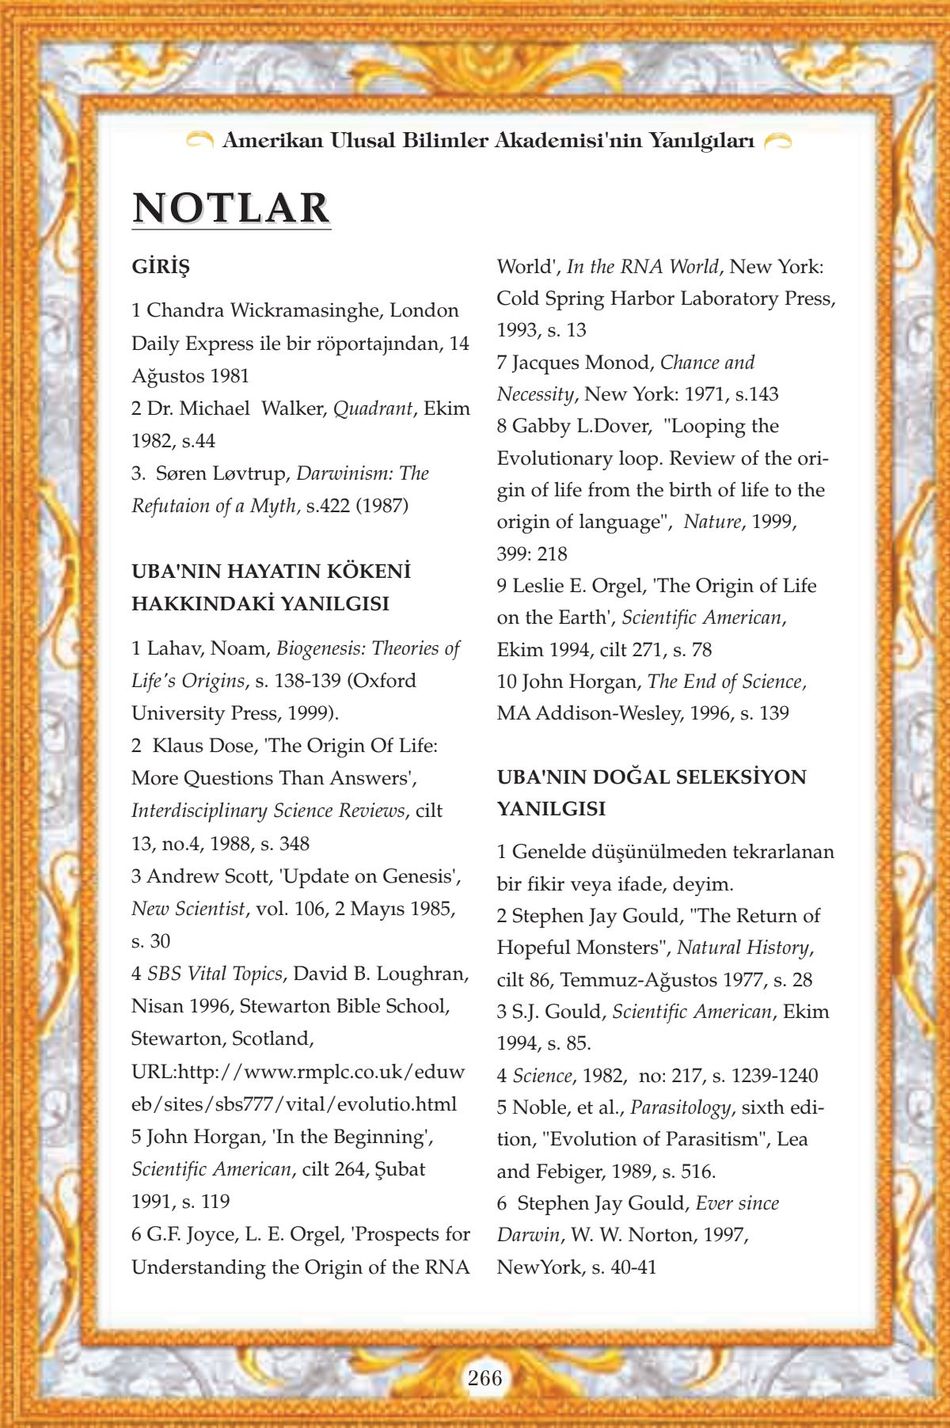 Amerikan Ulusal Bilimler Akademisi'nin Yanılgıları
NOTLAR
GİRİŞ
1 Chandra Wickramasinghe, London
Daily Express ile bir röportajından, 14
Ağustos 1981
2 Dr. Michael Walker, Quadrant, Ekim
1982, s.44
3. Søren Løvtrup, Darwinism: The
Refutaion of a Myth, s.422 (1987)
UBA'NIN HAYATIN KÖKENİ
HAKKINDAKİ YANILGISI
1 Lahav, Noam, Biogenesis: Theories of
Life's Origins, s. 138-139 (Oxford
University Press, 1999).
2 Klaus Dose, 'The Origin Of Life:
More Questions Than Answers',
Interdisciplinary Science Reviews, cilt
13, no.4, 1988, s. 348
3 Andrew Scott, 'Update on Genesis',
New Scientist, vol. 106, 2 Mayıs 1985,
s. 30
4 SBS Vital Topics, David B. Loughran,
Nisan 1996, Stewarton Bible School,
Stewarton, Scotland,
URL:http://www.rmplc.co.uk/eduw
eb/sites/sbs777/vital/evolutio.html
5 John Horgan, 'In the Beginning',
Scientific American, cilt 264, Şubat
1991, s. 119
6 G.F. Joyce, L. E. Orgel, 'Prospects for
Understanding the Origin of the RNA
World', In the RNA World, New York:
Cold Spring Harbor Laboratory Press,
1993, s. 13
7 Jacques Monod, Chance and
Necessity, New York: 1971, s.143
8 Gabby L.Dover, "Looping the
Evolutionary loop. Review of the ori-
gin of life from the birth of life to the
origin of language", Nature, 1999,
399: 218
9 Leslie E. Orgel, 'The Origin of Life
on the Earth', Scientific American,
Ekim 1994, cilt 271, s. 78
10 John Horgan, The End of Science,
MA Addison-Wesley, 1996, s. 139
UBA'NIN DOĞAL SELEKSİYON
YANILGISI
1 Genelde düşünülmeden tekrarlanan
bir fikir veya ifade, deyim.
2 Stephen Jay Gould, "The Return of
Hopeful Monsters", Natural History,
cilt 86, Temmuz-Ağustos 1977, s. 28
3 S.J. Gould, Scientific American, Ekim
1994, s. 85.
4 Science, 1982, no: 217, s. 1239-1240
5 Noble, et al., Parasitology, sixth edi-
tion, "Evolution of Parasitism", Lea
and Febiger, 1989, s. 516.
6 Stephen Jay Gould, Ever since
Darwin, W. W. Norton, 1997,
NewYork, s. 40-41
266